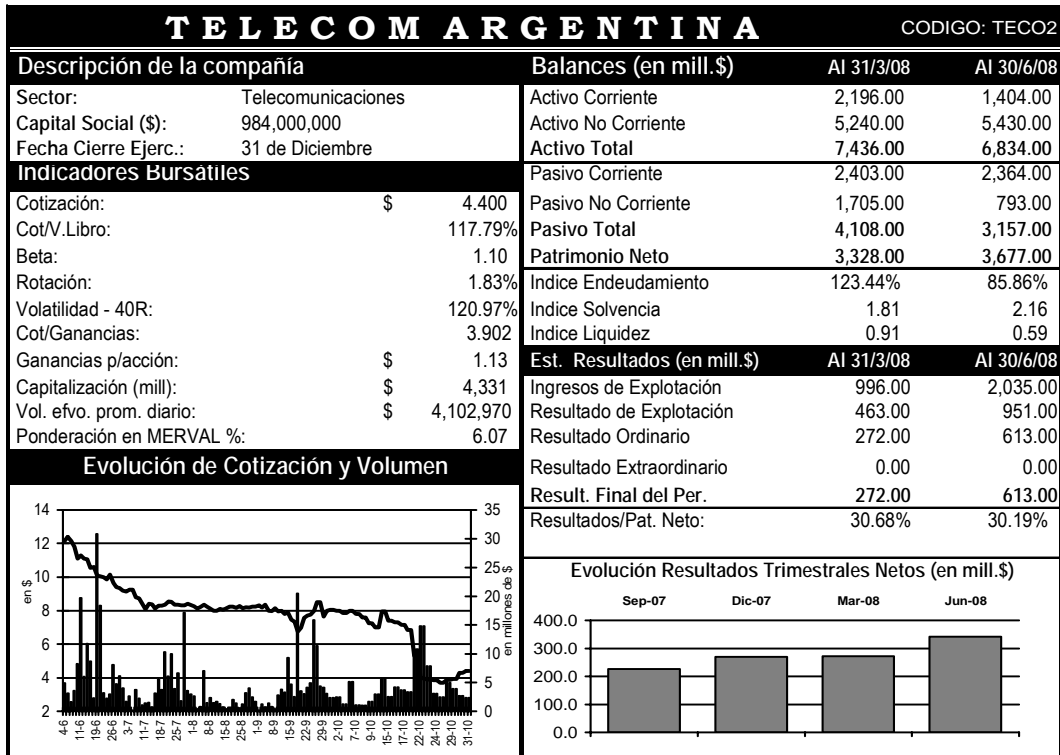 TELECOM ARGENTINA CODIGO: TECO2
Descripción de la compañía
Sector: Telecomunicaciones
Capital Social ($): 984,000,000
Fecha Cierre Ejerc.: 31 de Diciembre
Indicadores Bursátiles
Cotización: $ 4.400
Cot/V.Libro: 117.79%
Beta: 1.10
Rotación: 1.83%
Volatilidad - 40R: 120.97%
Cot/Ganancias: 3.902
Ganancias p/acción: $ 1.13
Capitalización (mill): $ 4,331
Vol. efvo. prom. diario: $ 4,102,970
Ponderación en MERVAL %: 6.07
Evolución de Cotización y Volumen
en $
14
12
10
8
6
4
2
35
30
25
20
15
10
5
0
en millones de $
4-6 11-6 19-6 26-6 3-7 11-7 18-7 25-7 1-8 8-8 15-8 25-8 1-9 8-9 15-9 22-9 29-9 2-10 7-10 9-10 15-10 17-10 22-10 24-10 29-10 31-10
Balances (en mill.$) Al 31/3/08 Al 30/6/08
Activo Corriente 2,196.00 1,404.00
Activo No Corriente 5,240.00 5,430.00
Activo Total 7,436.00 6,834.00
Pasivo Corriente 2,403.00 2,364.00
Pasivo No Corriente 1,705.00 793.00
Pasivo Total 4,108.00 3,157.00
Patrimonio Neto 3,328.00 3,677.00
Indice Endeudamiento 123.44% 85.86%
Indice Solvencia 1.81 2.16
Indice Liquidez 0.91 0.59
Est. Resultados (en mill.$) Al 31/3/08 Al 30/6/08
Ingresos de Explotación 996.00 2,035.00
Resultado de Explotación 463.00 951.00
Resultado Ordinario 272.00 613.00
Resultado Extraordinario 0.00 0.00
Result. Final del Per. 272.00 613.00
Resultados/Pat. Neto: 30.68% 30.19%
Evolución Resultados Trimestrales Netos (en mill.$)
Sep-07 Dic-07 Mar-08 Jun-08
400.0
300.0
200.0
100.0
0.0